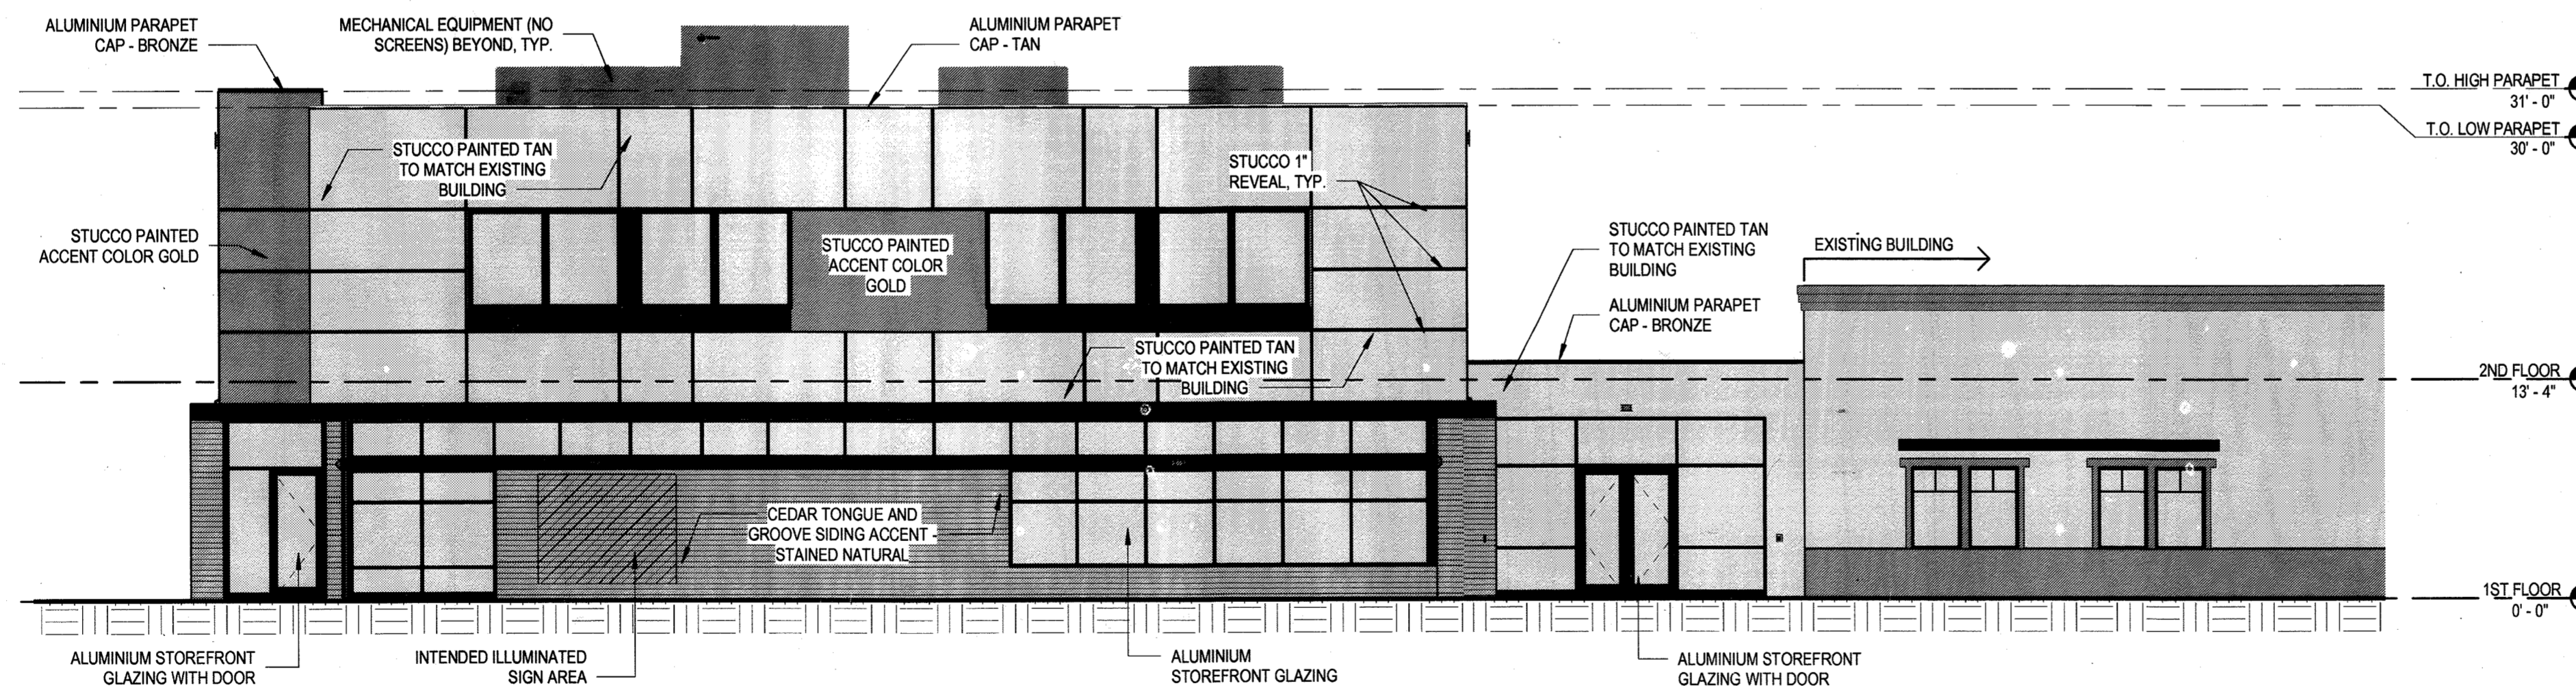 ALUMINIUM PARAPET
CAP - BRONZE
MECHANICAL EQUIPMENT (NO
SCREENS) BEYOND, TYP.
ALUMINIUM PARAPET
CAP - TAN
T.O. HIGH PARAPET
31' - 0"
T.O. LOW PARAPET
30' - 0"
STUCCO PAINTED TAN
TO MATCH EXISTING
BUILDING
STUCCO 1"
REVEAL, TYP.
STUCCO PAINTED
ACCENT COLOR GOLD
STUCCO PAINTED
ACCENT COLOR
GOLD
STUCCO PAINTED TAN
TO MATCH EXISTING
BUILDING
EXISTING BUILDING
ALUMINIUM PARAPET
CAP - BRONZE
STUCCO PAINTED TAN
TO MATCH EXISTING
BUILDING
2ND FLOOR
13' - 4"
CEDAR TONGUE AND
GROOVE SIDING ACCENT -
STAINED NATURAL
1ST FLOOR
0' - 0"
ALUMINIUM STOREFRONT
GLAZING WITH DOOR
INTENDED ILLUMINATED
SIGN AREA
ALUMINIUM
STOREFRONT GLAZING
ALUMINIUM STOREFRONT
GLAZING WITH DOOR